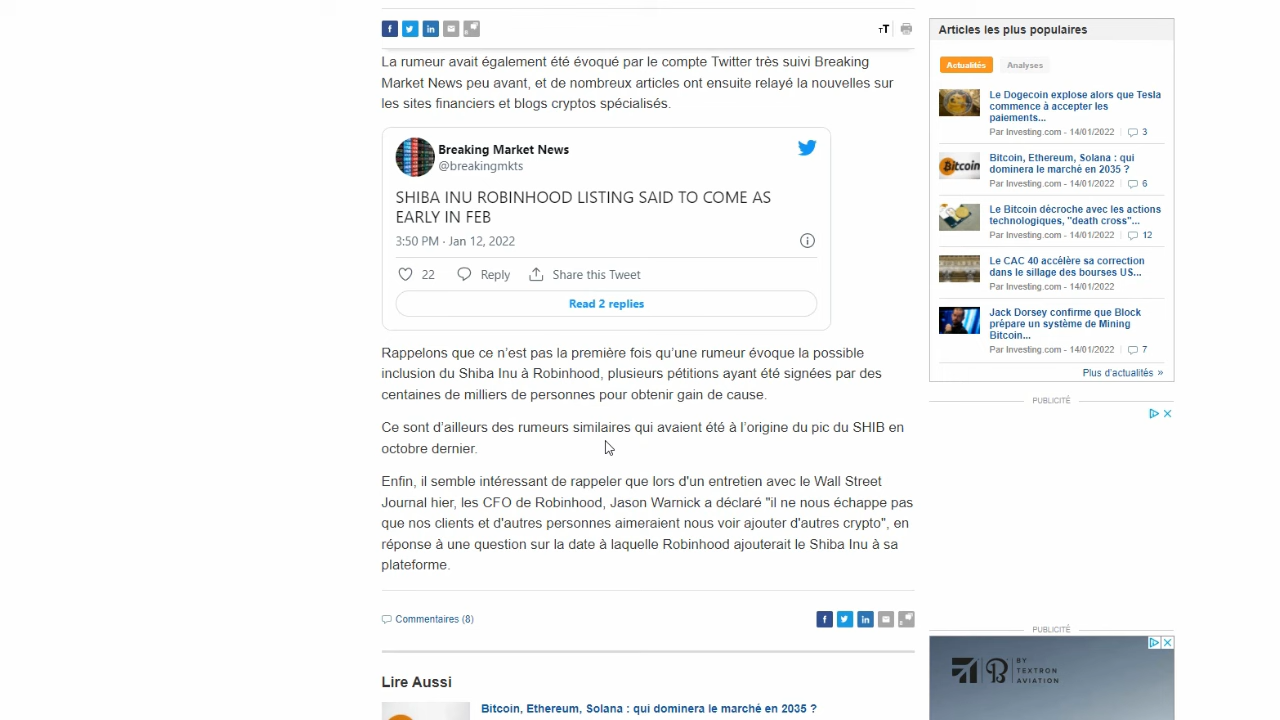 TT
La rumeur avait également été évoqué par le compte Twitter très suivi Breaking
Market News peu avant, et de nombreux articles ont ensuite relayé la nouvelles sur
les sites financiers et blogs cryptos spécialisés.
Breaking Market News
@breakingmkts
SHIBA INU ROBINHOOD LISTING SAID TO COME AS
EARLY IN FEB
3:50 PM · Jan 12, 2022
22 Reply Share this Tweet
Read 2 replies
Rappelons que ce n’est pas la première fois qu’une rumeur évoque la possible
inclusion du Shiba Inu à Robinhood, plusieurs pétitions ayant été signées par des
centaines de milliers de personnes pour obtenir gain de cause.
Ce sont d’ailleurs des rumeurs similaires qui avaient été à l’origine du pic du SHIB en
octobre dernier.
Enfin, il semble intéressant de rappeler que lors d'un entretien avec le Wall Street
Journal hier, les CFO de Robinhood, Jason Warnick a déclaré "il ne nous échappe pas
que nos clients et d'autres personnes aimeraient nous voir ajouter d'autres crypto", en
réponse à une question sur la date à laquelle Robinhood ajouterait le Shiba Inu à sa
plateforme.
Commentaires (8)
Lire Aussi
Bitcoin, Ethereum, Solana : qui dominera le marché en 2035 ?
Articles les plus populaires
Actualités Analyses
Le Dogecoin explose alors que Tesla
commence à accepter les
paiements...
Par Investing.com - 14/01/2022 | 3
Bitcoin
Bitcoin, Ethereum, Solana : qui
dominera le marché en 2035 ?
Par Investing.com - 14/01/2022 | 6
Le Bitcoin décroche avec les actions
technologiques, "death cross"...
Par Investing.com - 14/01/2022 | 12
Le CAC 40 accélère sa correction
dans le sillage des bourses US...
Par Investing.com - 14/01/2022
Jack Dorsey confirme que Block
prépare un système de Mining
Bitcoin...
Par Investing.com - 14/01/2022 | 7
Plus d'actualités »
PUBLICITÉ
PUBLICITÉ
BY
TEXTRON
AVIATION